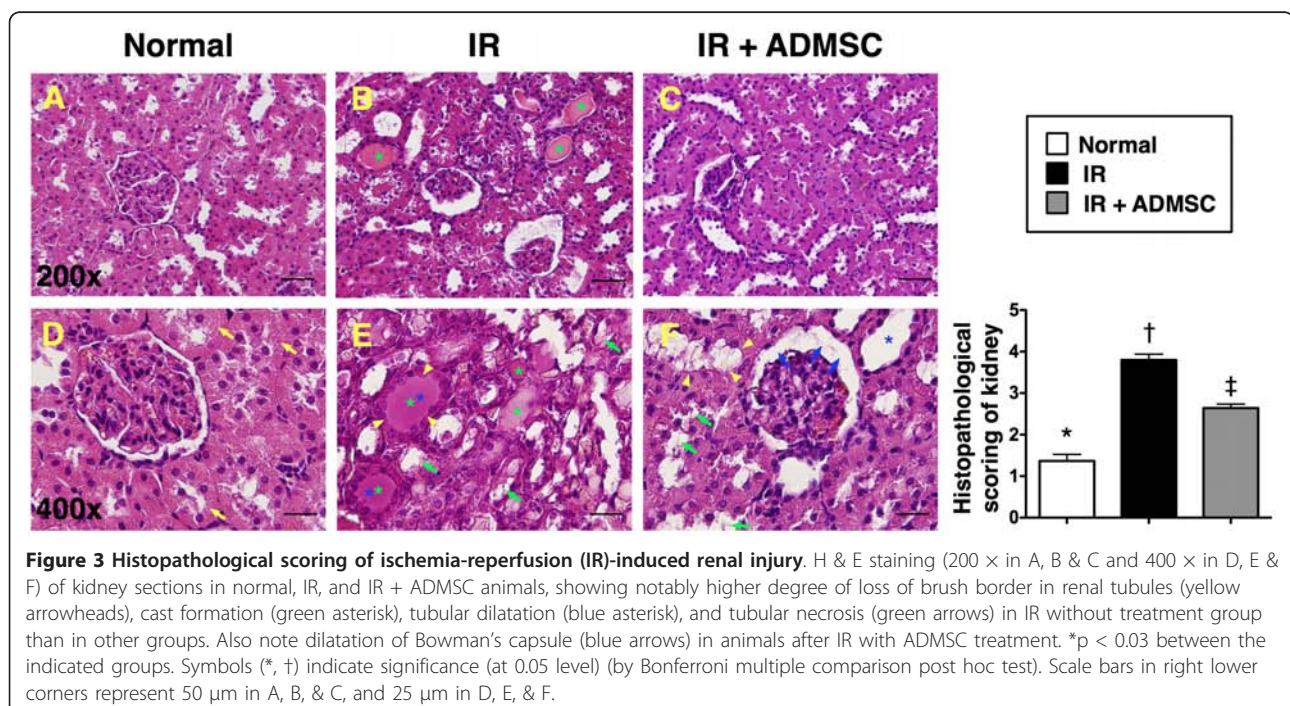 Normal IR IR + ADMSC
A B C
200x
D E F
400x
Normal
IR
IR + ADMSC
Histopathological
scoring of kidney
5
4
3
2
1
0
* † ‡
Figure 3 Histopathological scoring of ischemia-reperfusion (IR)-induced renal injury. H & E staining (200 × in A, B & C and 400 × in D, E &
F) of kidney sections in normal, IR, and IR + ADMSC animals, showing notably higher degree of loss of brush border in renal tubules (yellow
arrowheads), cast formation (green asterisk), tubular dilatation (blue asterisk), and tubular necrosis (green arrows) in IR without treatment group
than in other groups. Also note dilatation of Bowman's capsule (blue arrows) in animals after IR with ADMSC treatment. *p < 0.03 between the
indicated groups. Symbols (*, †) indicate significance (at 0.05 level) (by Bonferroni multiple comparison post hoc test). Scale bars in right lower
corners represent 50 μm in A, B, & C, and 25 μm in D, E, & F.